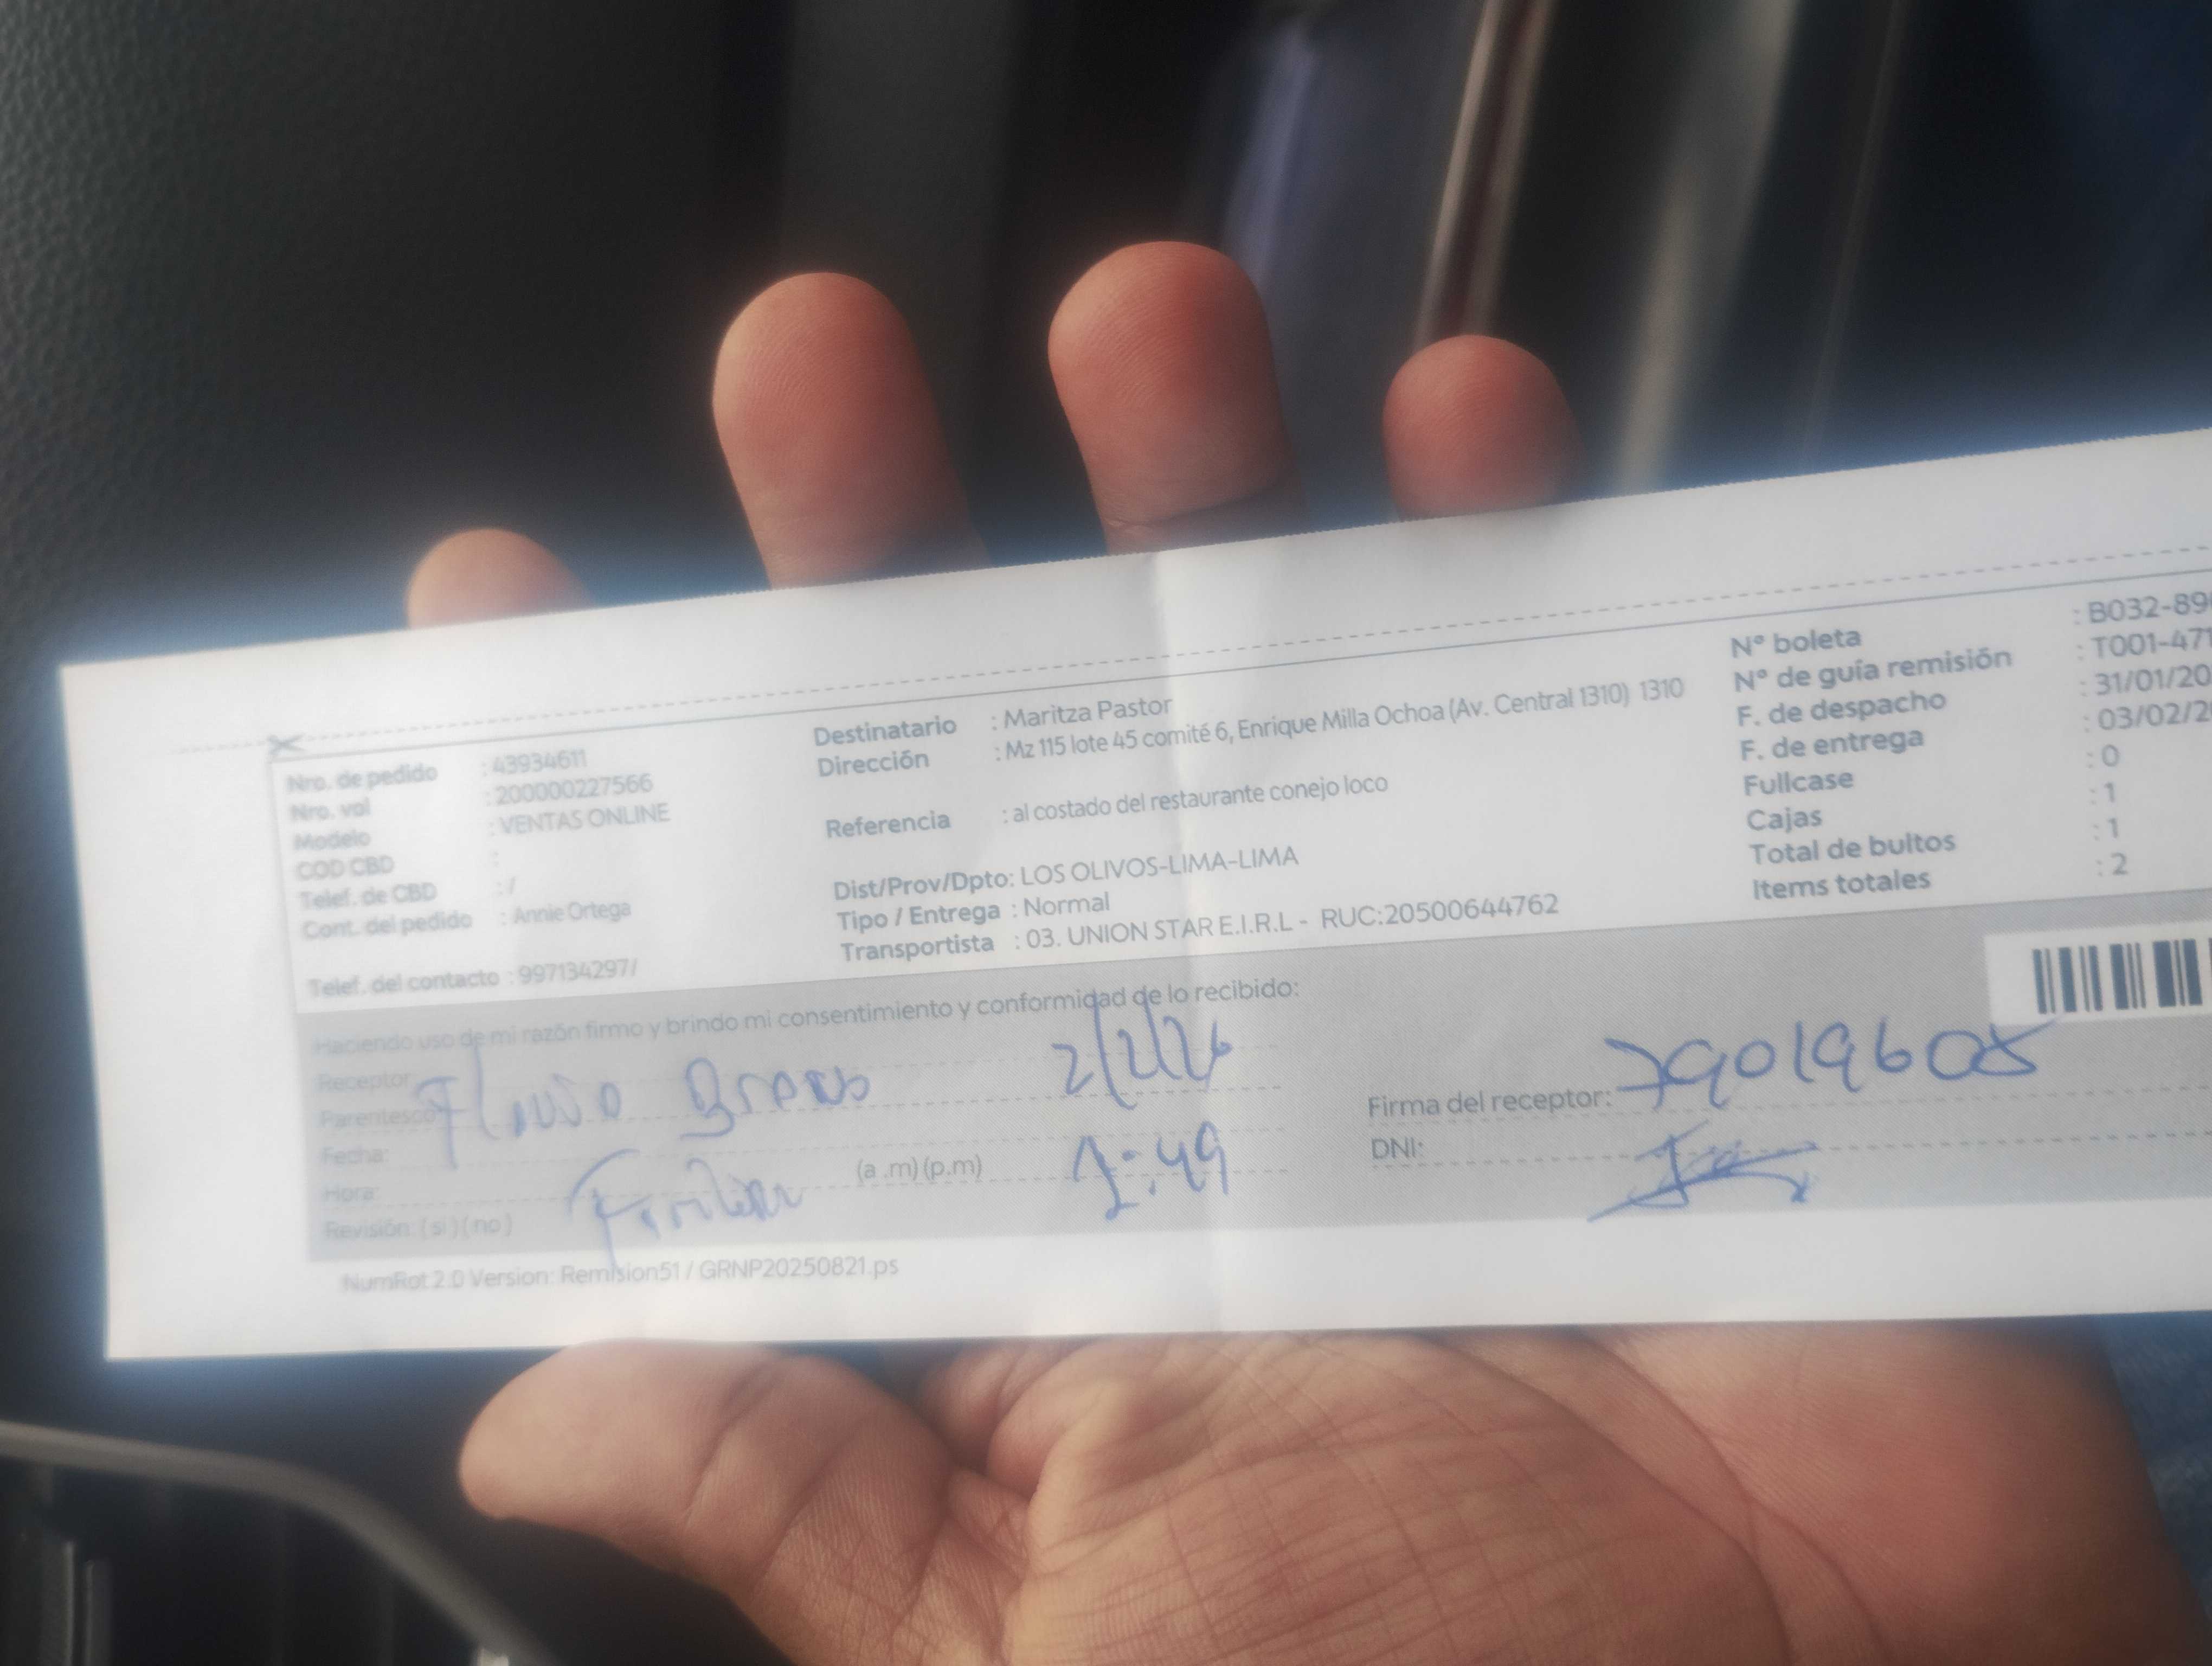 Nro. de pedido : 43934611
Nro. vol : 200000227566
Modelo : VENTAS ONLINE
COD CBD :
Telef. de CBD : /
Cont. del pedido : Annie Ortega
Telef. del contacto : 997134297/
Destinatario : Maritza Pastor
Dirección : Mz 115 lote 45 comité 6, Enrique Milla Ochoa (Av. Central 1310) 1310
Referencia : al costado del restaurante conejo loco
Dist/Prov/Dpto: LOS OLIVOS-LIMA-LIMA
Tipo / Entrega : Normal
Transportista : 03. UNION STAR E.I.R.L - RUC:20500644762
N° boleta : B032-89
N° de guía remisión : T001-471
F. de despacho : 31/01/20
F. de entrega : 03/02/2
Fullcase : 0
Cajas : 1
Total de bultos : 1
Items totales : 2
Haciendo uso de mi razón firmo y brindo mi consentimiento y conformidad de lo recibido:
Receptor:
Parentesco:
Fecha: 2/2/26
Hora: (a .m) (p.m) 1:49
Revisión: (si) (no)
Firma del receptor: 79019608
DNI:
NumRot 2.0 Version: Remision51 / GRNP20250821.ps